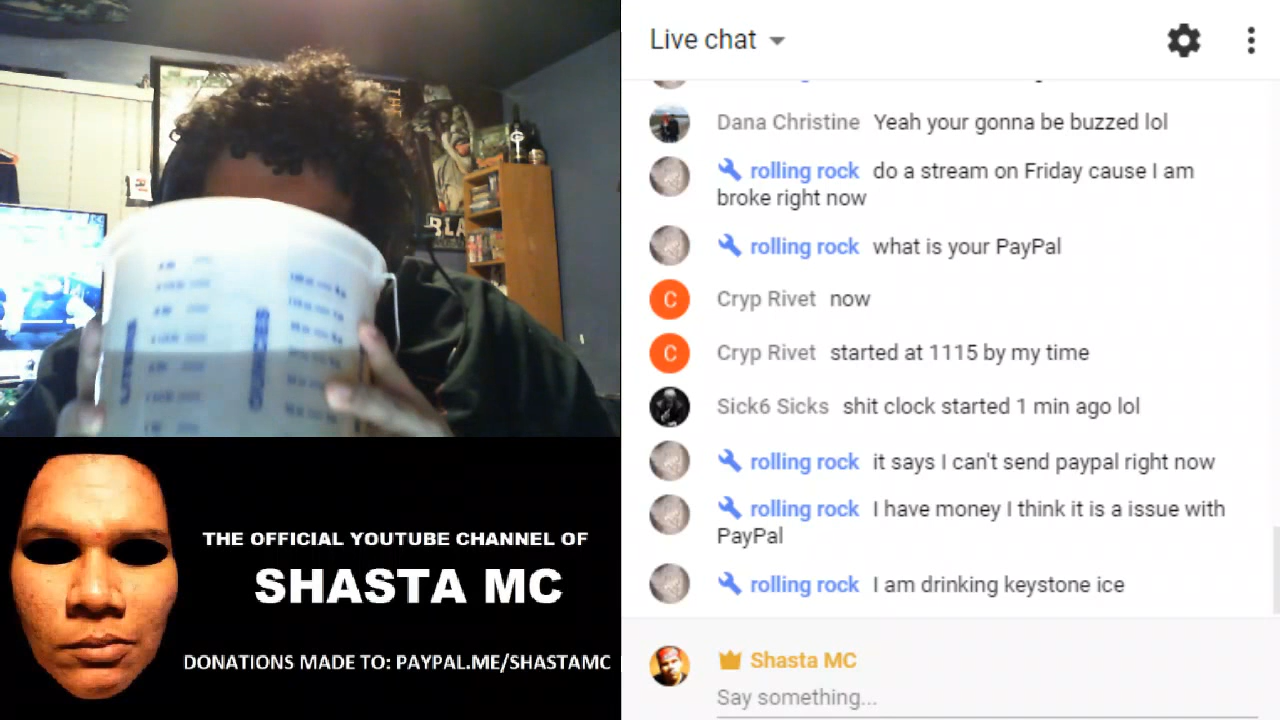 THE
BLA
LITERS
QUARTS
THE OFFICIAL YOUTUBE CHANNEL OF
SHASTA MC
DONATIONS MADE TO: PAYPAL.ME/SHASTAMC
Live chat
Dana Christine Yeah your gonna be buzzed lol
rolling rock do a stream on Friday cause I am
broke right now
rolling rock what is your PayPal
C
Cryp Rivet now
C
Cryp Rivet started at 1115 by my time
Sick6 Sicks shit clock started 1 min ago lol
rolling rock it says I can't send paypal right now
rolling rock I have money I think it is a issue with
PayPal
rolling rock I am drinking keystone ice
Shasta MC
Say something...